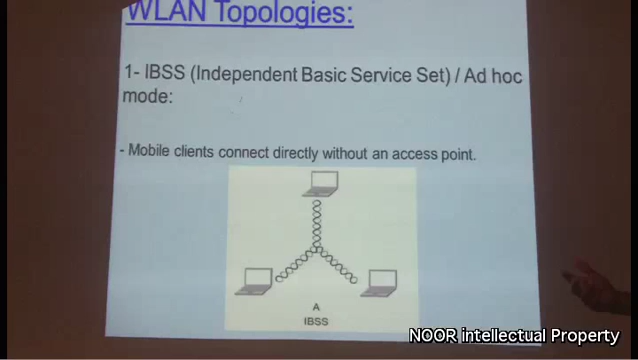 WLAN Topologies:
1- IBSS (Independent Basic Service Set) / Ad hoc
mode:
- Mobile clients connect directly without an access point.
A
IBSS
NOOR intellectual Property